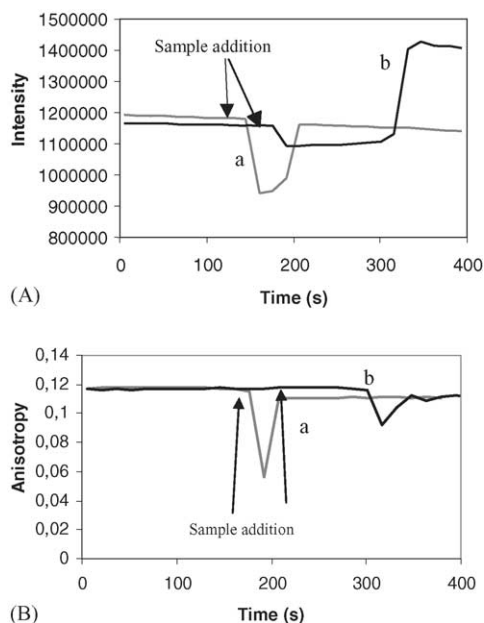 1500000
1400000
1300000
1200000
1100000
1000000
900000
800000
Intensity
Sample addition
a
b
0 100 200 300 400
Time (s)
(A)
0,14
0,12
0,1
0,08
0,06
0,04
0,02
0
Anisotropy
b
a
Sample addition
0 100 200 300 400
Time (s)
(B)